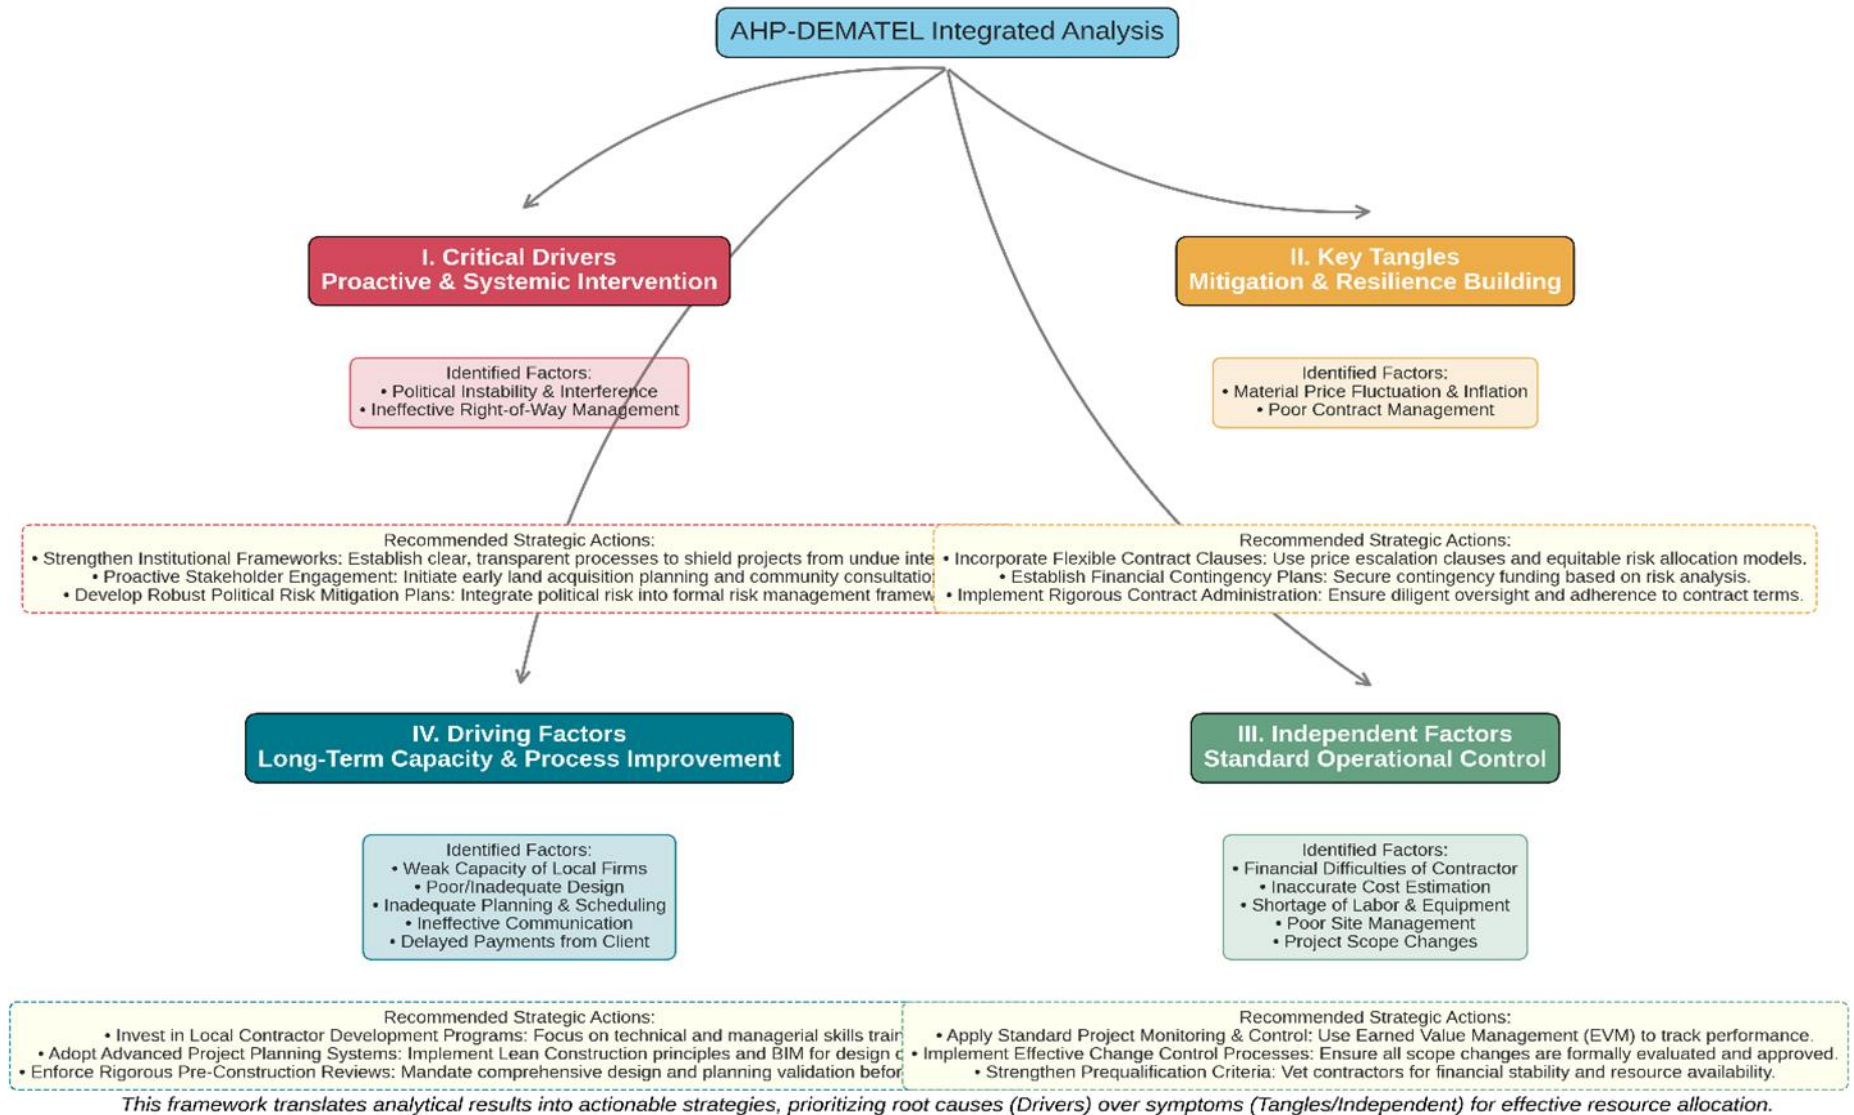 AHP-DEMATEL Integrated Analysis
I. Critical Drivers
Proactive & Systemic Intervention
II. Key Tangles
Mitigation & Resilience Building
Identified Factors:
• Political Instability & Interference
• Ineffective Right-of-Way Management
Identified Factors:
• Material Price Fluctuation & Inflation
• Poor Contract Management
Recommended Strategic Actions:
• Strengthen Institutional Frameworks: Establish clear, transparent processes to shield projects from undue
• Proactive Stakeholder Engagement: Initiate early land acquisition planning and community
• Develop Robust Political Risk Mitigation Plans: Integrate political risk into formal risk management
Recommended Strategic Actions:
• Incorporate Flexible Contract Clauses: Use price escalation clauses and equitable risk allocation models.
• Establish Financial Contingency Plans: Secure contingency funding based on risk analysis.
• Implement Rigorous Contract Administration: Ensure diligent oversight and adherence to contract terms.
IV. Driving Factors
Long-Term Capacity & Process Improvement
III. Independent Factors
Standard Operational Control
Identified Factors:
• Weak Capacity of Local Firms
• Poor/Inadequate Design
• Inadequate Planning & Scheduling
• Ineffective Communication
• Delayed Payments from Client
Identified Factors:
• Financial Difficulties of Contractor
• Inaccurate Cost Estimation
• Shortage of Labor & Equipment
• Poor Site Management
• Project Scope Changes
Recommended Strategic Actions:
• Invest in Local Contractor Development Programs: Focus on technical and managerial skills
• Adopt Advanced Project Planning Systems: Implement Lean Construction principles and BIM for design
• Enforce Rigorous Pre-Construction Reviews: Mandate comprehensive design and planning validation
Recommended Strategic Actions:
• Apply Standard Project Monitoring & Control: Use Earned Value Management (EVM) to track performance.
• Implement Effective Change Control Processes: Ensure all scope changes are formally evaluated and approved.
• Strengthen Prequalification Criteria: Vet contractors for financial stability and resource availability.
This framework translates analytical results into actionable strategies, prioritizing root causes (Drivers) over symptoms (Tangles/Independent) for effective resource allocation.